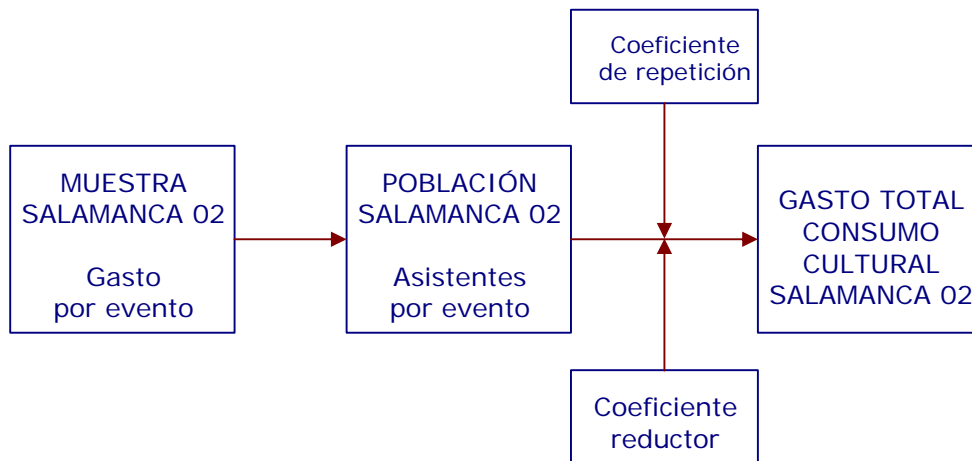 Coeficiente
de repetición
MUESTRA
SALAMANCA 02
Gasto
por evento
POBLACIÓN
SALAMANCA 02
Asistentes
por evento
GASTO TOTAL
CONSUMO
CULTURAL
SALAMANCA 02
Coeficiente
reductor